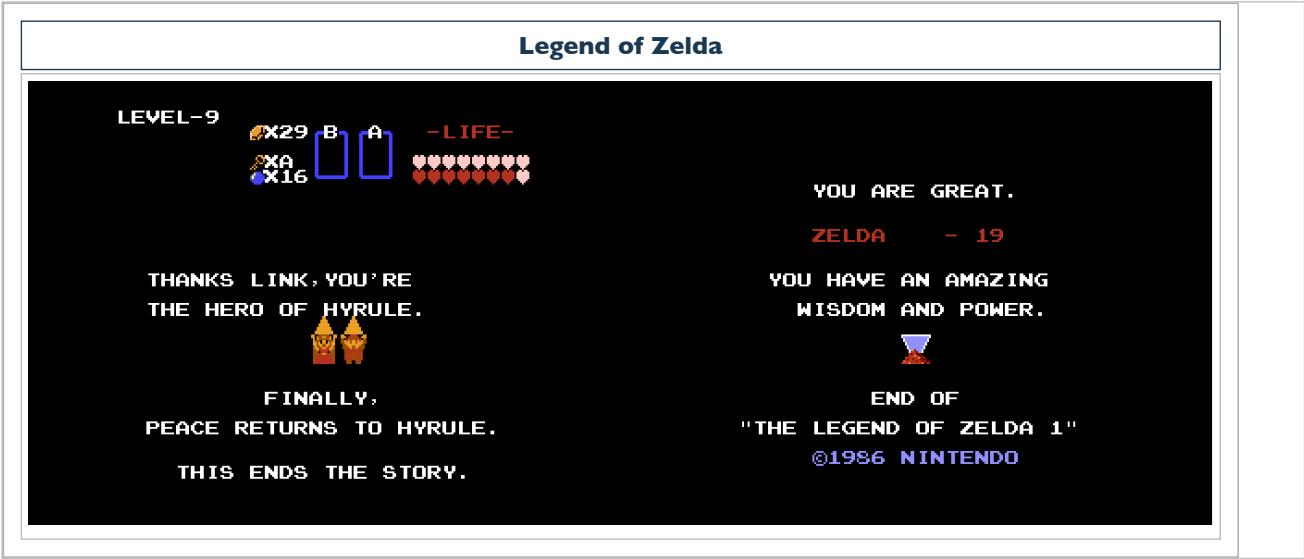 Legend of Zelda
LEVEL-9
X29 B A -LIFE-
XA
X16
THANKS LINK,YOU'RE
THE HERO OF HYRULE.
FINALLY,
PEACE RETURNS TO HYRULE.
THIS ENDS THE STORY.
YOU ARE GREAT.
ZELDA - 19
YOU HAVE AN AMAZING
WISDOM AND POWER.
END OF
"THE LEGEND OF ZELDA 1"
©1986 NINTENDO